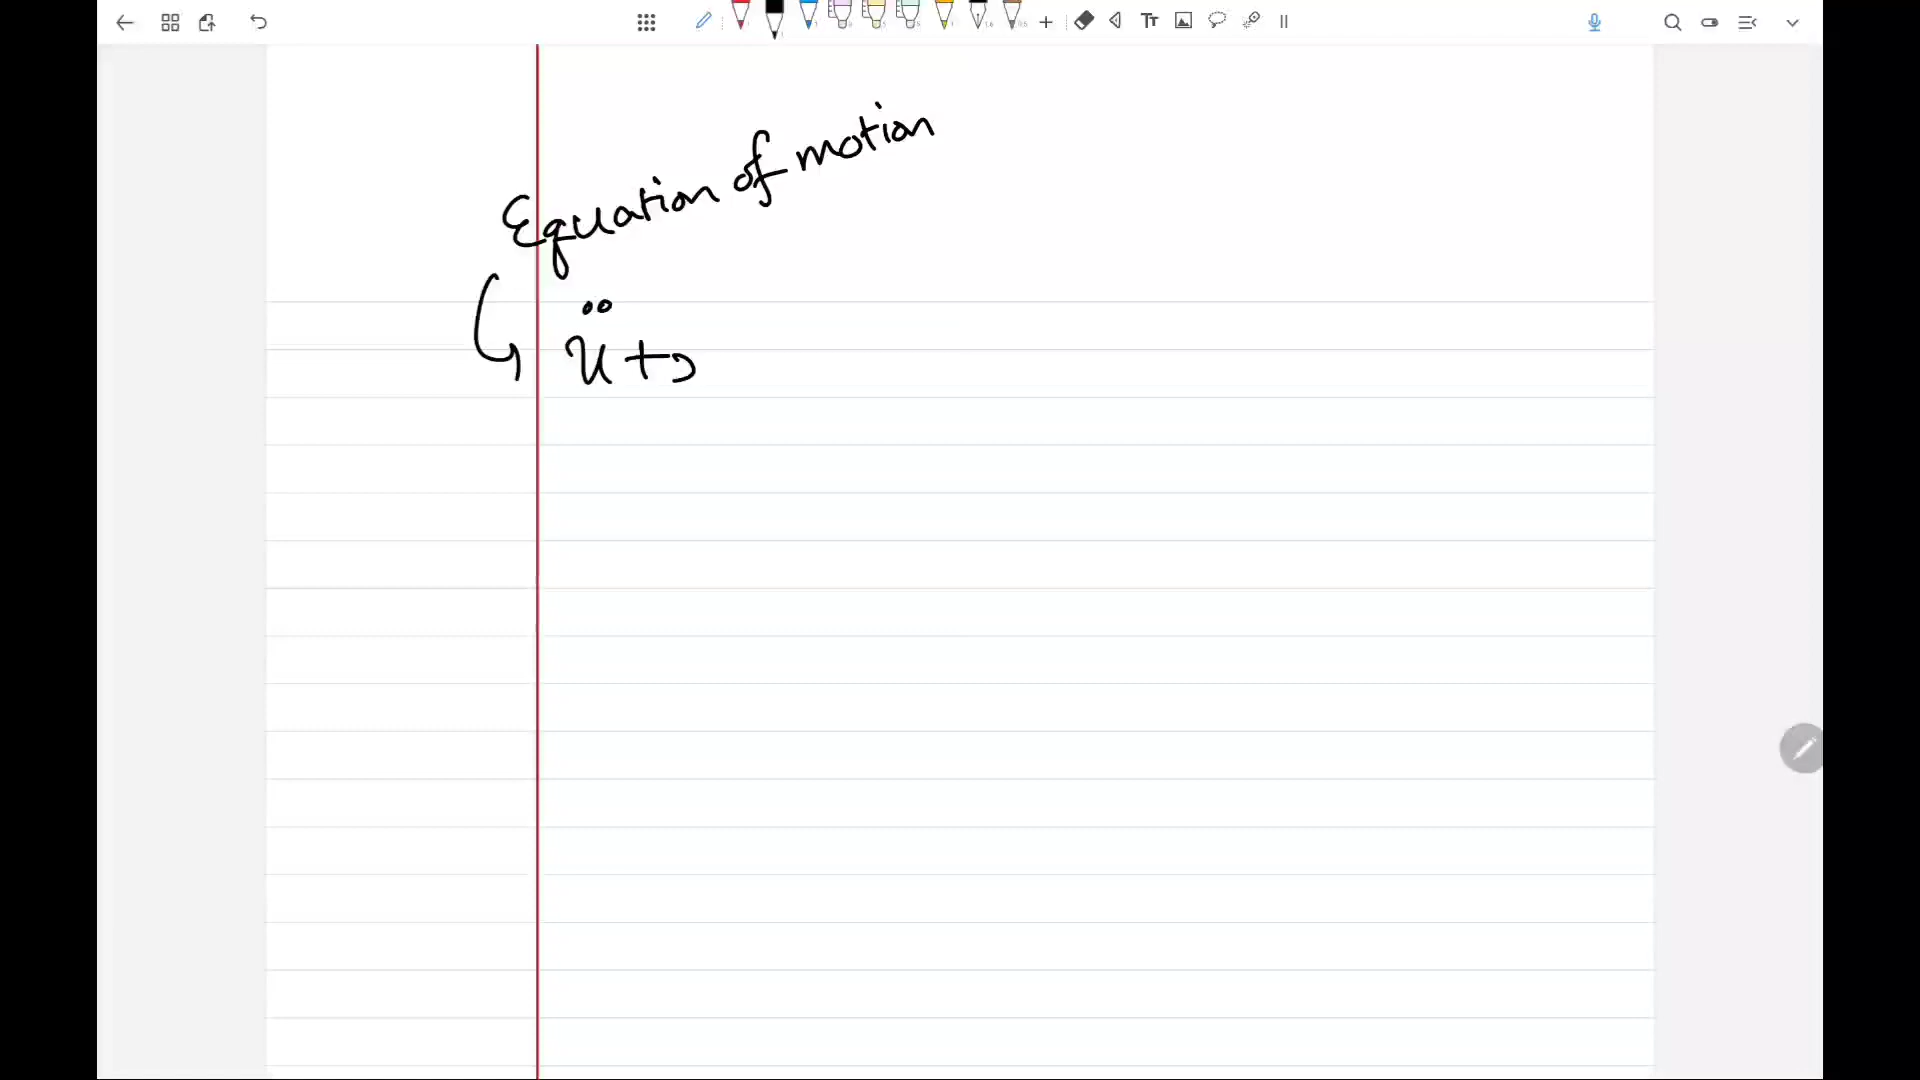 Equation of motion
ẍ +